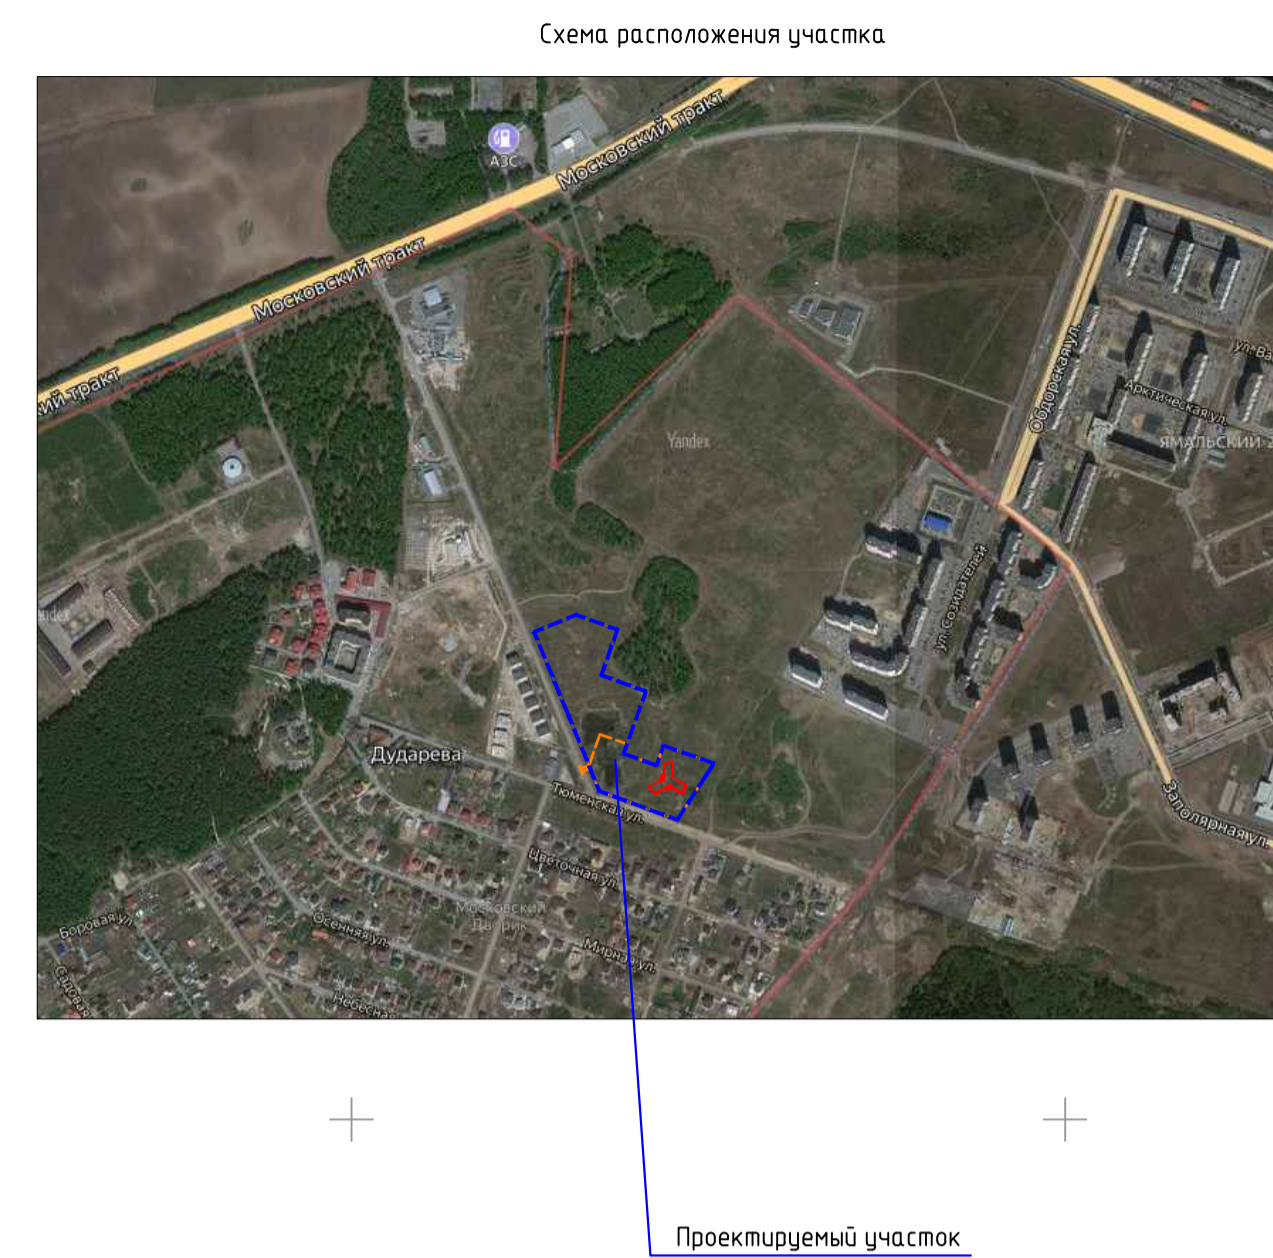 Схема расположения участка
Московский тракт
АЗС
Московский тракт
кий тракт
Обдорская ул.
ул. Ва
Арктическая ул.
ЯМАЛЬСКИЙ-2
Yandex
ndex
ул. Созидателей
Дударева
Тюменская ул.
Заполярная ул.
Цветочная ул.
Московский
Дворик
Боровая ул.
Осенняя ул.
Мирная ул.
Садовая
Небесная
Проектируемый участок